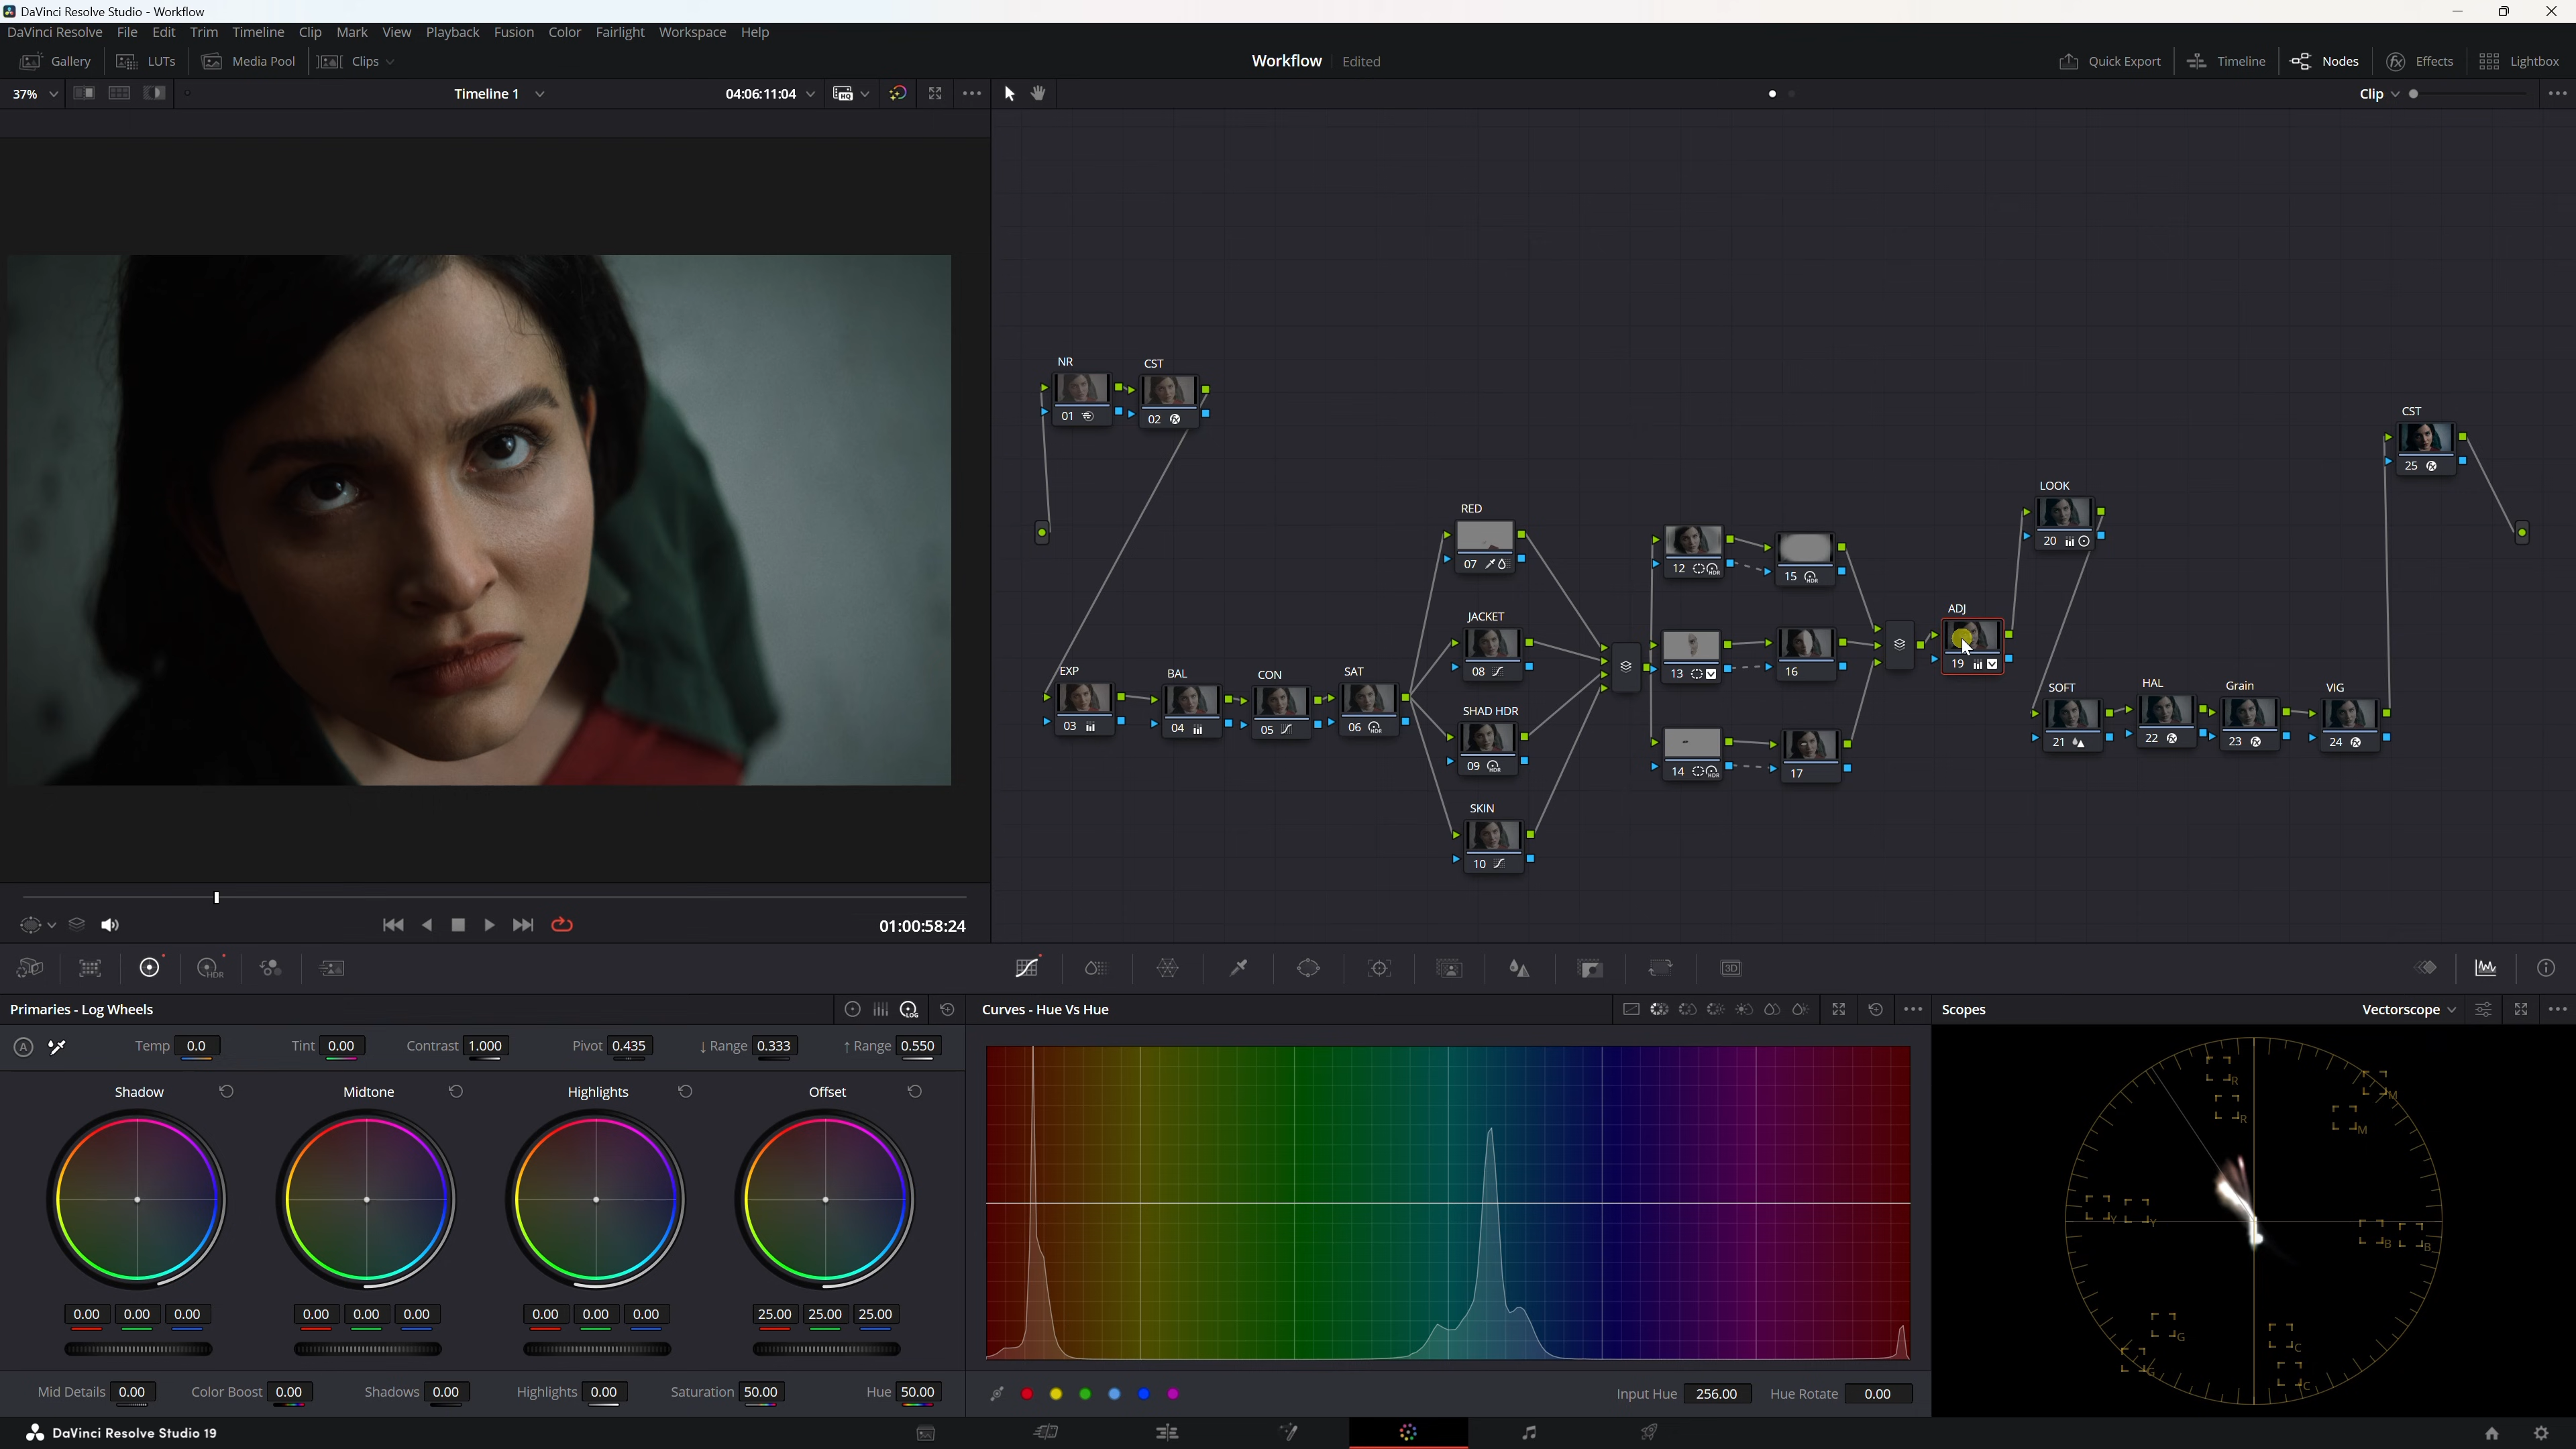 DaVinci Resolve Studio - Workflow
DaVinci Resolve File Edit Trim Timeline Clip Mark View Playback Fusion Color Fairlight Workspace Help
Gallery LUTs Media Pool Clips Workflow Edited Quick Export Timeline Nodes Effects Lightbox
37% Timeline 1 04:06:11:04 HQ Clip
NR CST
01 02
CST
25
LOOK
20
RED
07
12 HDR 15 HDR
ADJ
19
JACKET
08
13 16
EXP BAL CON SAT
03 04 05 06 HDR
SHAD HDR
09 HDR
14 HDR 17
SOFT HAL Grain VIG
21 22 23 24
SKIN
10
01:00:58:24
HDR 3D
Primaries - Log Wheels LOG Curves - Hue Vs Hue Scopes Vectorscope
A Temp 0.0 Tint 0.00 Contrast 1.000 Pivot 0.435 ↓ Range 0.333 ↑ Range 0.550
Shadow Midtone Highlights Offset
0.00 0.00 0.00 0.00 0.00 0.00 0.00 0.00 0.00 25.00 25.00 25.00
Mid Details 0.00 Color Boost 0.00 Shadows 0.00 Highlights 0.00 Saturation 50.00 Hue 50.00
Input Hue 256.00 Hue Rotate 0.00
R M
R M
Y Y B B
G C
G C
DaVinci Resolve Studio 19